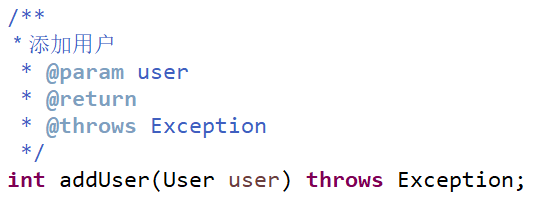 /**
* 添加用户
* @param user
* @return
* @throws Exception
*/
int addUser(User user) throws Exception;